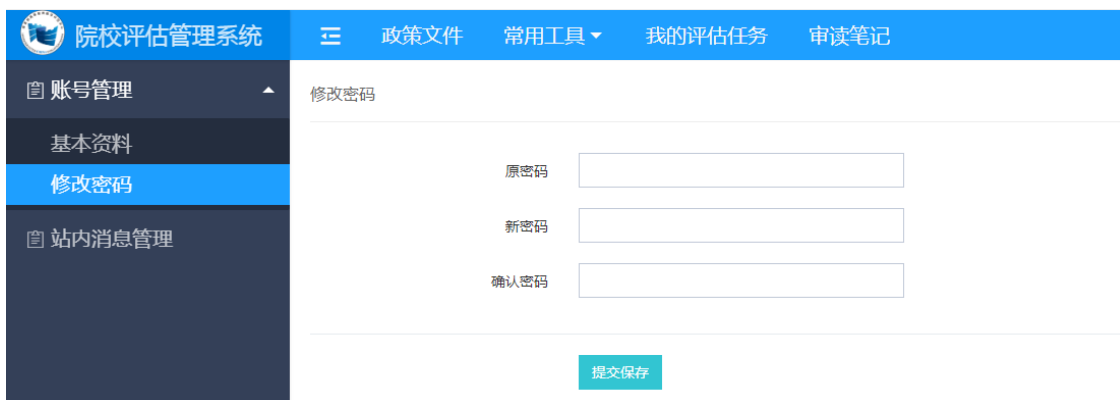 院校评估管理系统 政策文件 常用工具 我的评估任务 审读笔记
账号管理
基本资料
修改密码
站内消息管理
修改密码
原密码
新密码
确认密码
提交保存